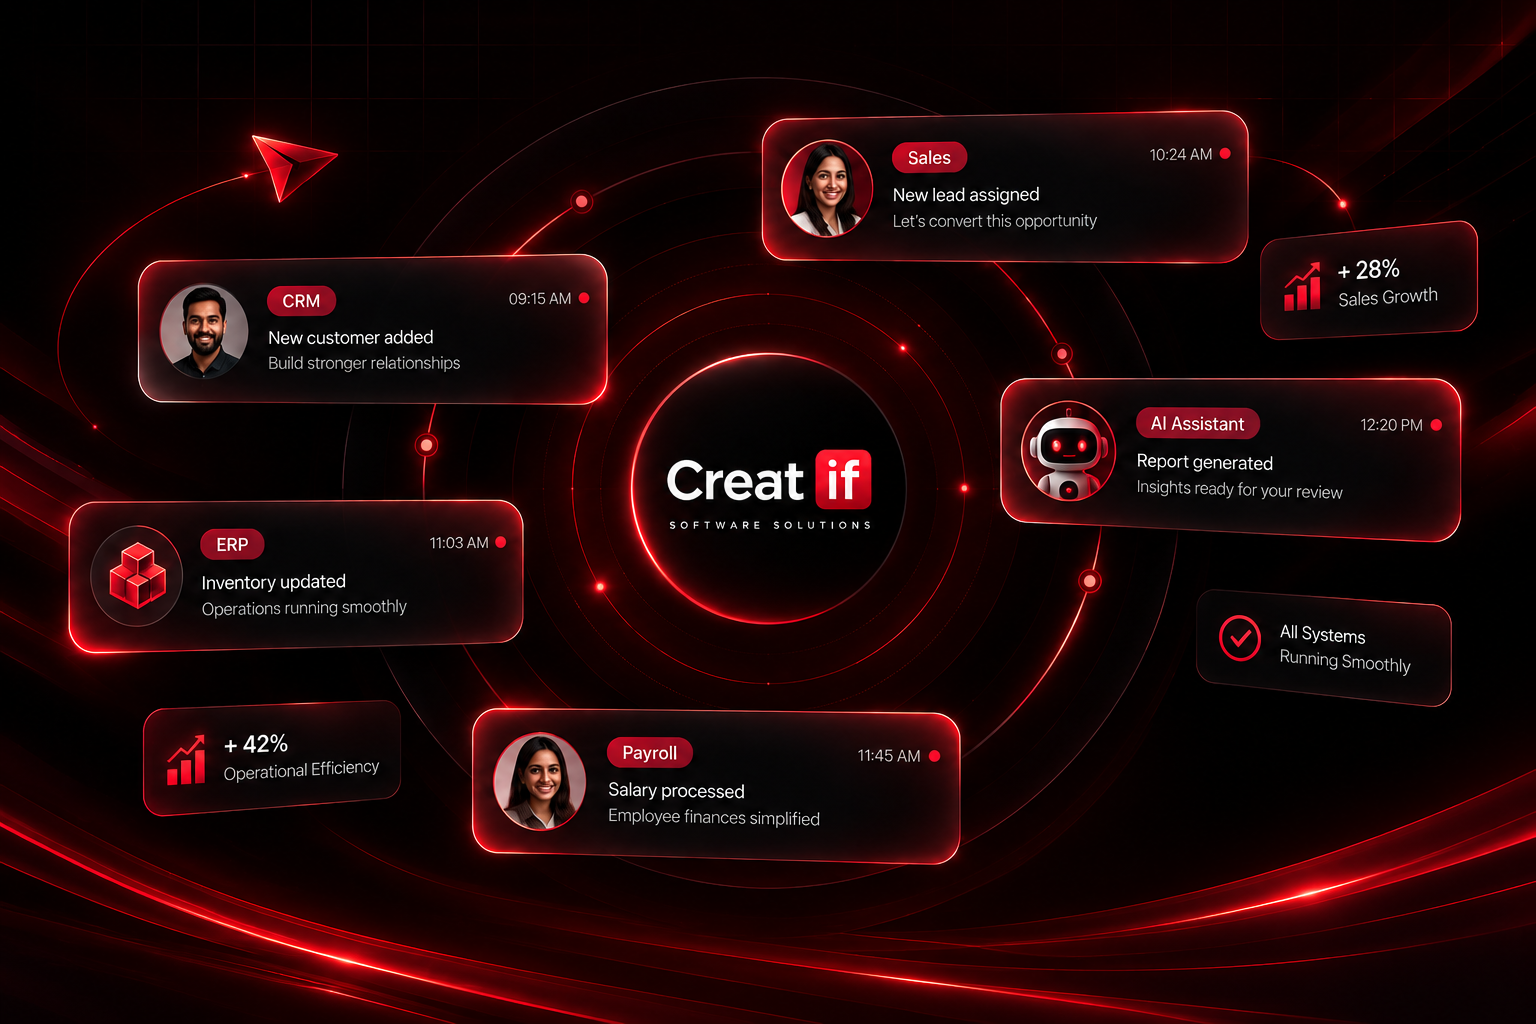 Sales
10:24 AM
New lead assigned
Let's convert this opportunity
+ 28%
Sales Growth
CRM
09:15 AM
New customer added
Build stronger relationships
AI Assistant
12:20 PM
Report generated
Insights ready for your review
Creat if
SOFTWARE SOLUTIONS
ERP
11:03 AM
Inventory updated
Operations running smoothly
All Systems
Running Smoothly
+ 42%
Operational Efficiency
Payroll
11:45 AM
Salary processed
Employee finances simplified